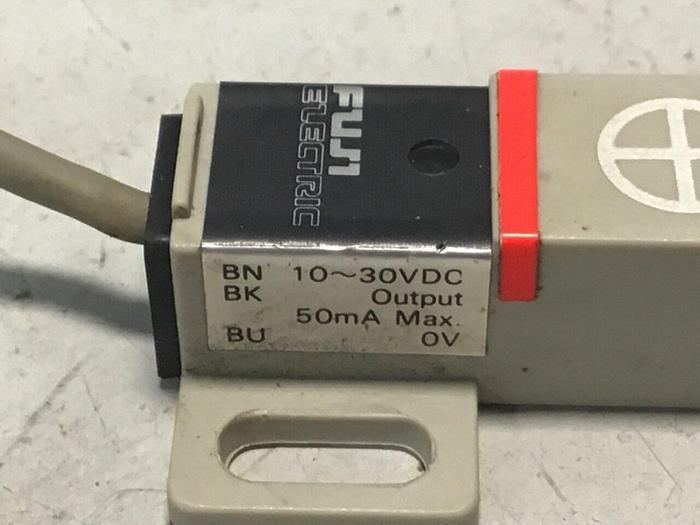 FUJI
ELECTRIC
BN 10~30VDC
BK Output
50mA Max.
BU 0V